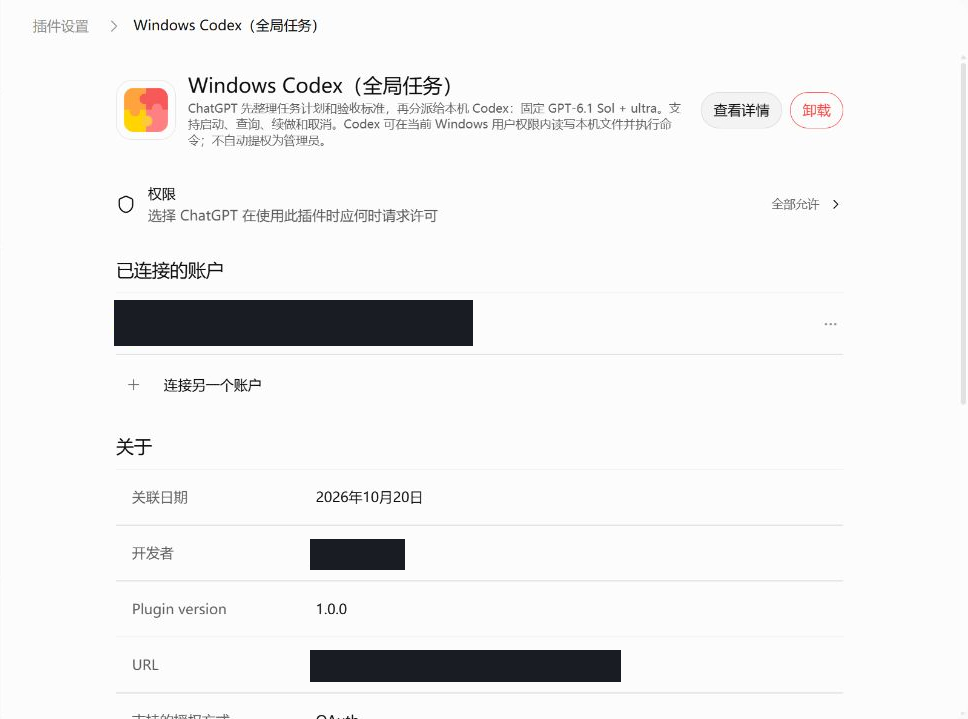 插件设置 > Windows Codex（全局任务）
Windows Codex（全局任务）
ChatGPT 先整理任务计划和验收标准，再分派给本机 Codex：固定 GPT-6.1 Sol + ultra。支
持启动、查询、续做和取消。Codex 可在当前 Windows 用户权限内读写本机文件并执行命
令；不自动提权为管理员。
查看详情
卸载
权限
选择 ChatGPT 在使用此插件时应何时请求许可
全部允许
已连接的账户
连接另一个账户
关于
关联日期 2026年10月20日
开发者
Plugin version 1.0.0
URL
支持的授权方式 OAuth